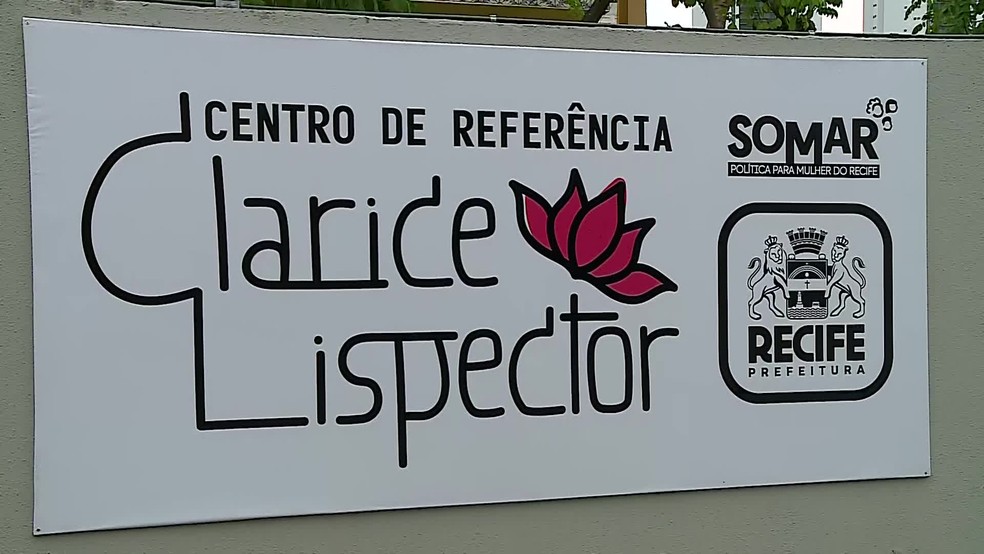 CENTRO DE REFERÊNCIA
Clarice
Lispector
SOMAR
POLÍTICA PARA MULHER DO RECIFE
RECIFE
PREFEITURA